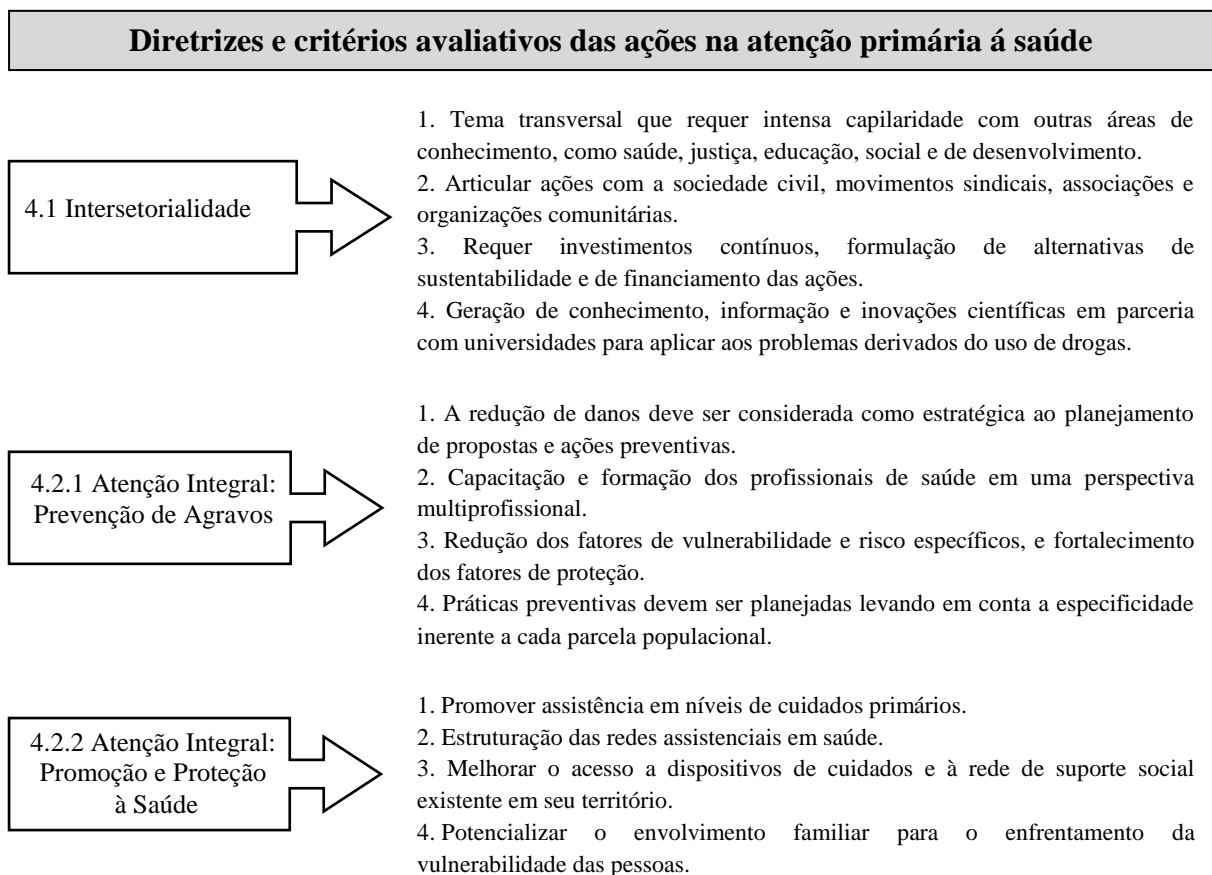 Diretrizes e critérios avaliativos das ações na atenção primária á saúde
4.1 Intersetorialidade
1. Tema transversal que requer intensa capilaridade com outras áreas de
conhecimento, como saúde, justiça, educação, social e de desenvolvimento.
2. Articular ações com a sociedade civil, movimentos sindicais, associações e
organizações comunitárias.
3. Requer investimentos contínuos, formulação de alternativas de
sustentabilidade e de financiamento das ações.
4. Geração de conhecimento, informação e inovações científicas em parceria
com universidades para aplicar aos problemas derivados do uso de drogas.
4.2.1 Atenção Integral:
Prevenção de Agravos
1. A redução de danos deve ser considerada como estratégica ao planejamento
de propostas e ações preventivas.
2. Capacitação e formação dos profissionais de saúde em uma perspectiva
multiprofissional.
3. Redução dos fatores de vulnerabilidade e risco específicos, e fortalecimento
dos fatores de proteção.
4. Práticas preventivas devem ser planejadas levando em conta a especificidade
inerente a cada parcela populacional.
4.2.2 Atenção Integral:
Promoção e Proteção
à Saúde
1. Promover assistência em níveis de cuidados primários.
2. Estruturação das redes assistenciais em saúde.
3. Melhorar o acesso a dispositivos de cuidados e à rede de suporte social
existente em seu território.
4. Potencializar o envolvimento familiar para o enfrentamento da
vulnerabilidade das pessoas.